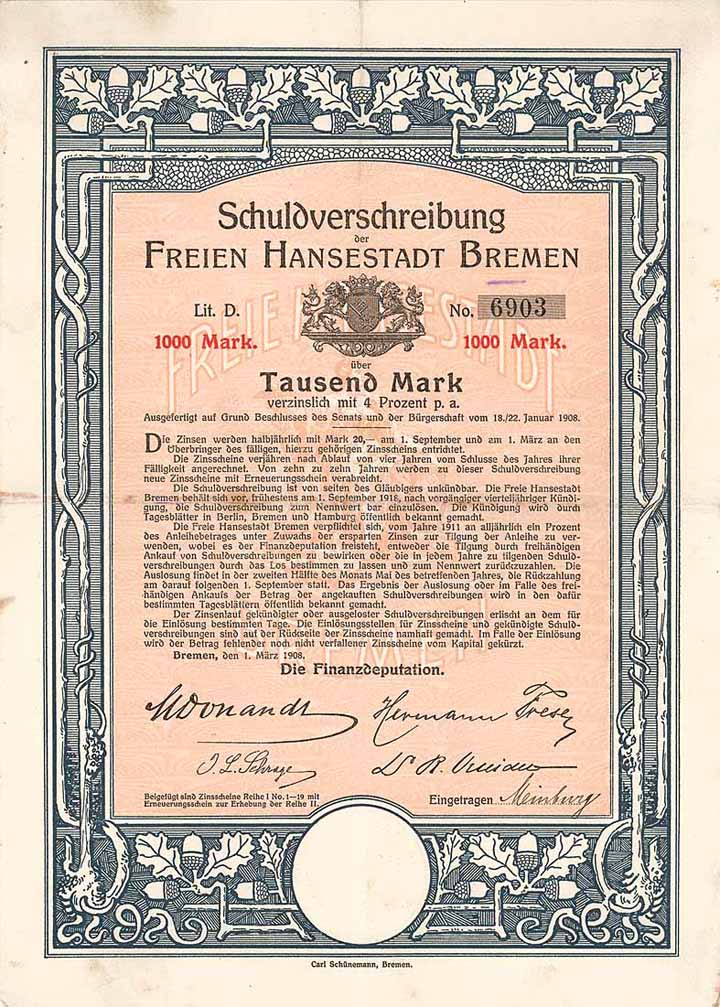 Schuldverschreibung
der
FREIEN HANSESTADT BREMEN
Lit. D.
No. 6903
1000 Mark.
1000 Mark.
FREIE HANSESTADT
über
Tausend Mark
verzinslich mit 4 Prozent p. a.
Ausgefertigt auf Grund Beschlusses des Senats und der Bürgerschaft vom 18./22. Januar 1908.
Die Zinsen werden halbjährlich mit Mark 20,— am 1. September und am 1. März an den
Überbringer des fälligen, hierzu gehörigen Zinsscheins entrichtet.
Die Zinsscheine verjähren nach Ablauf von vier Jahren vom Schlusse des Jahres ihrer
Fälligkeit angerechnet. Von zehn zu zehn Jahren werden zu dieser Schuldverschreibung
neue Zinsscheine mit Erneuerungsschein verabreicht.
Die Schuldverschreibung ist von seiten des Gläubigers unkündbar. Die Freie Hansestadt
Bremen behält sich vor, frühestens am 1. September 1918, nach vorgängiger vierteljähriger Kündi-
gung, die Schuldverschreibung zum Nennwert bar einzulösen. Die Kündigung wird durch
Tagesblätter in Berlin, Bremen und Hamburg öffentlich bekannt gemacht.
Die Freie Hansestadt Bremen verpflichtet sich, vom Jahre 1911 an alljährlich ein Prozent
des Anleihebetrages unter Zuwachs der ersparten Zinsen zur Tilgung der Anleihe zu ver-
wenden, wobei es der Finanzdeputation freisteht, entweder die Tilgung durch freihändigen
Ankauf von Schuldverschreibungen zu bewirken oder die in jedem Jahre zu tilgenden Schuld-
verschreibungen durch das Los bestimmen zu lassen und zum Nennwert zurückzuzahlen. Die
Auslosung findet in der zweiten Hälfte des Monats Mai des betreffenden Jahres, die Rückzahlung
am darauf folgenden 1. September statt. Das Ergebnis der Auslosung oder im Falle des frei-
händigen Ankaufs der Betrag der angekauften Schuldverschreibungen wird in den dafür
bestimmten Tagesblättern öffentlich bekannt gemacht.
Der Zinsenlauf gekündigter oder ausgeloster Schuldverschreibungen erlischt an dem für
die Einlösung bestimmten Tage. Die Einlösungsstellen für Zinsscheine und gekündigte Schuld-
verschreibungen sind auf der Rückseite der Zinsscheine namhaft gemacht. Im Falle der Einlösung
wird der Betrag fehlender noch nicht verfallener Zinsscheine vom Kapital gekürzt.
Bremen, den 1. März 1908.
Die Finanzdeputation.
MDonandt
Hermann Frese
J. L. Schrage
Dr R.
Beigefügt sind Zinsscheine Reihe I No. 1—19 mit
Erneuerungsschein zur Erhebung der Reihe II.
Eingetragen Meinburg
Carl Schünemann, Bremen.